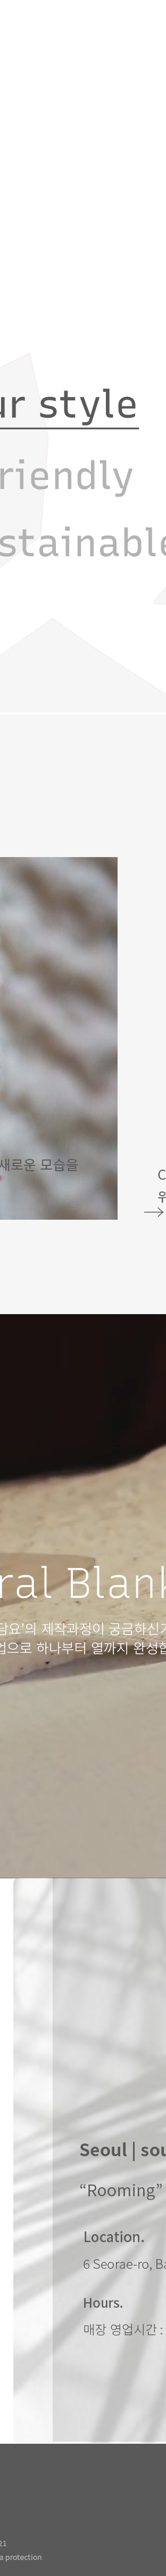 ur style
riendly
stainable
새로운 모습을
C
위
ral Blank
담요'의 제작과정이 궁금하신가
업으로 하나부터 열까지 완성합
Seoul | sou
“Rooming”
Location.
6 Seorae-ro, Ba
Hours.
매장 영업시간 :
21
a protection